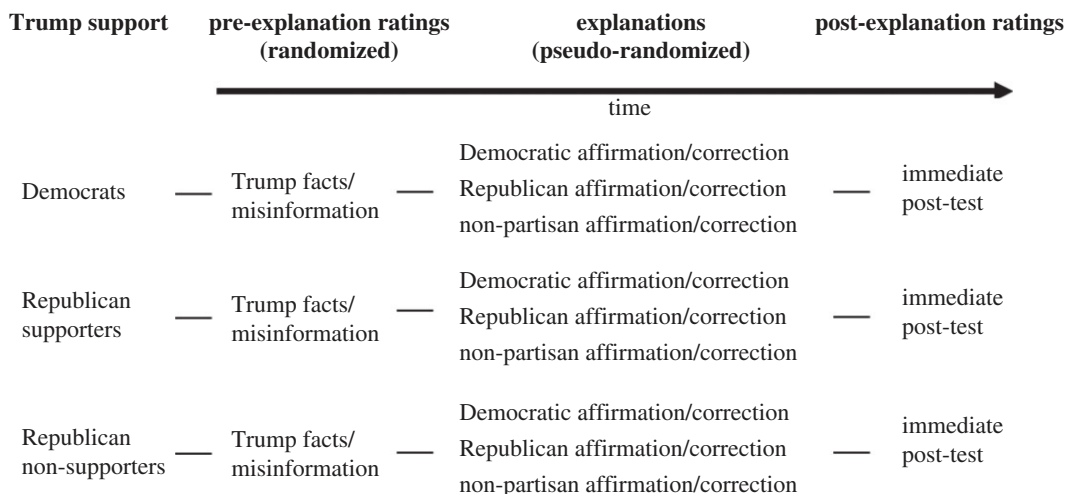 Trump support
pre-explanation ratings
(randomized)
explanations
(pseudo-randomized)
post-explanation ratings
time
Democrats
Trump facts/
misinformation
Democratic affirmation/correction
Republican affirmation/correction
non-partisan affirmation/correction
immediate
post-test
Republican
supporters
Trump facts/
misinformation
Democratic affirmation/correction
Republican affirmation/correction
non-partisan affirmation/correction
immediate
post-test
Republican
non-supporters
Trump facts/
misinformation
Democratic affirmation/correction
Republican affirmation/correction
non-partisan affirmation/correction
immediate
post-test